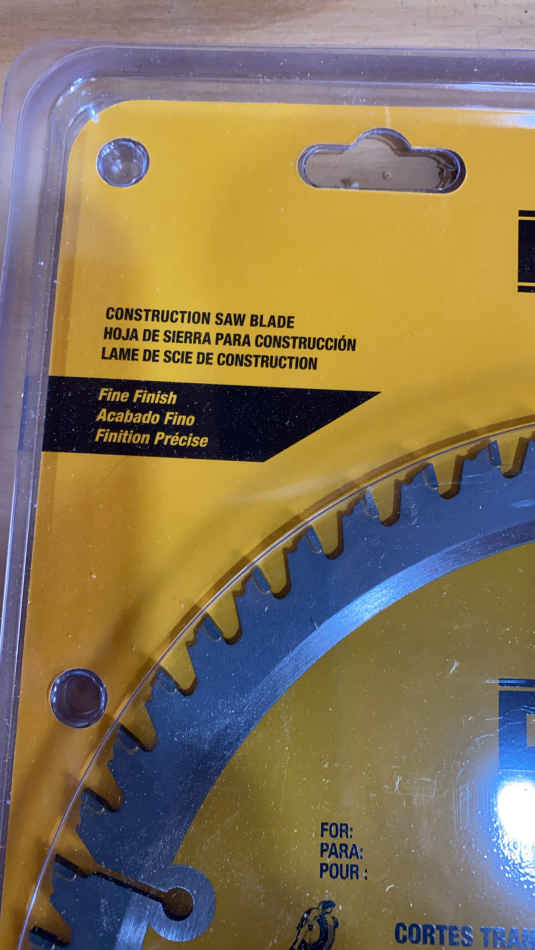 CONSTRUCTION SAW BLADE
HOJA DE SIERRA PARA CONSTRUCCIÓN
LAME DE SCIE DE CONSTRUCTION
Fine Finish
Acabado Fino
Finition Précise
FOR:
PARA:
POUR :
CORTES